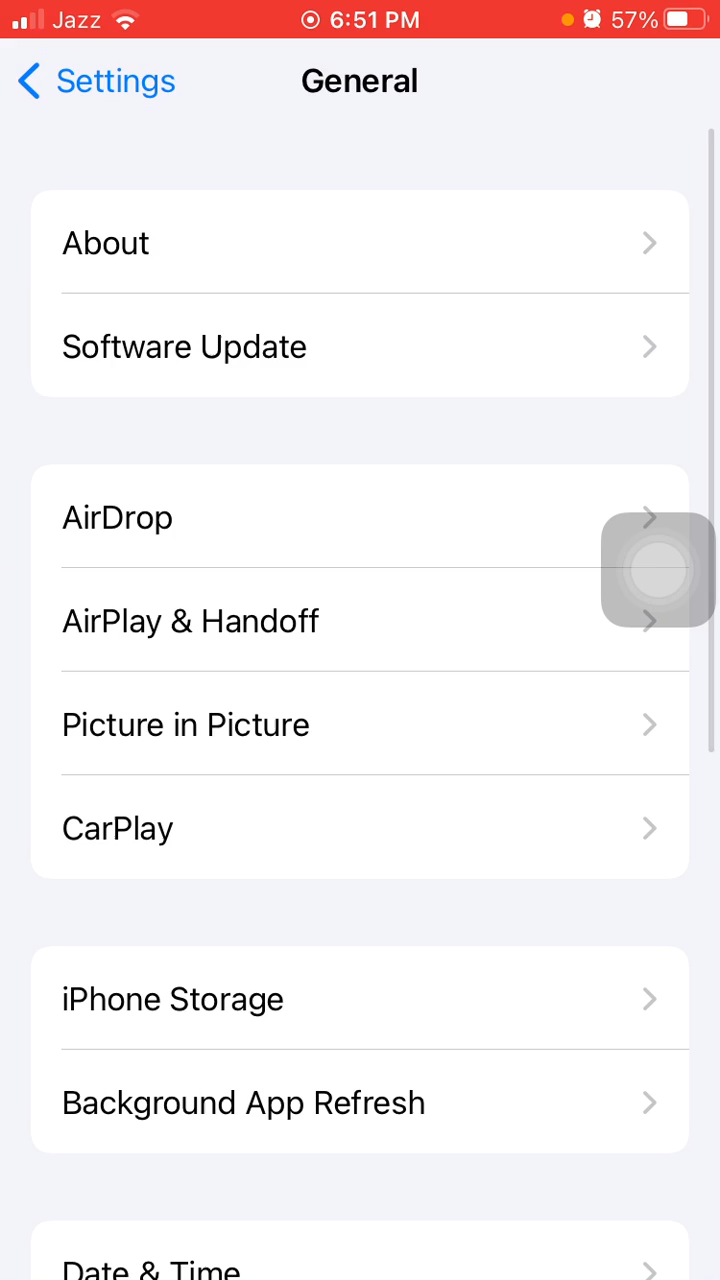 Jazz 6:51 PM 57%
Settings General
About
Software Update
AirDrop
AirPlay & Handoff
Picture in Picture
CarPlay
iPhone Storage
Background App Refresh
Date & Time